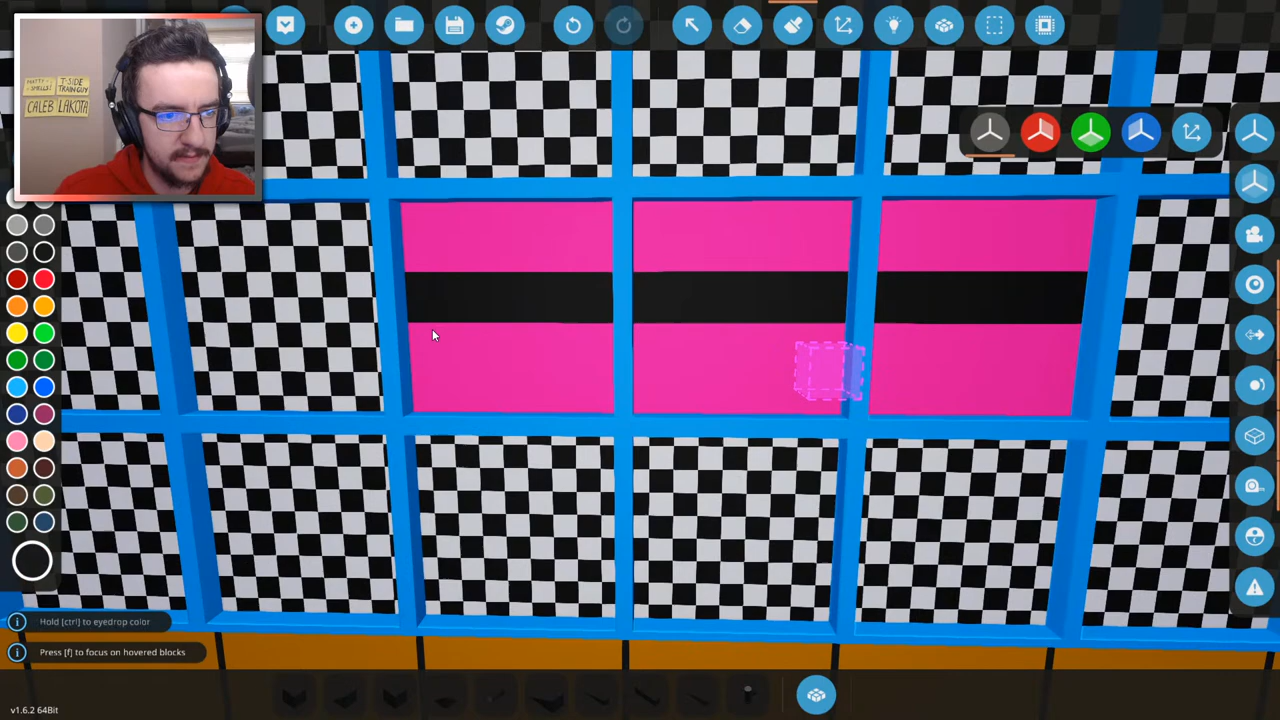 MATTY
SMELLS!
T-SIDE
TRAIN GUY
CALEB LAKOTA
Hold [ctrl] to eyedrop color
Press [f] to focus on hovered blocks
v1.6.2 64Bit